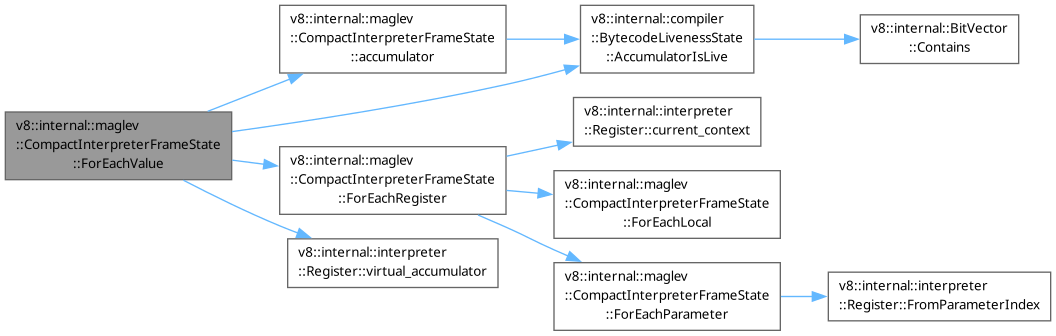 v8::internal::maglev
::CompactInterpreterFrameState
::ForEachValue
v8::internal::maglev
::CompactInterpreterFrameState
::accumulator
v8::internal::compiler
::BytecodeLivenessState
::AccumulatorIsLive
v8::internal::BitVector
::Contains
v8::internal::maglev
::CompactInterpreterFrameState
::ForEachRegister
v8::internal::interpreter
::Register::current_context
v8::internal::maglev
::CompactInterpreterFrameState
::ForEachLocal
v8::internal::maglev
::CompactInterpreterFrameState
::ForEachParameter
v8::internal::interpreter
::Register::FromParameterIndex
v8::internal::interpreter
::Register::virtual_accumulator